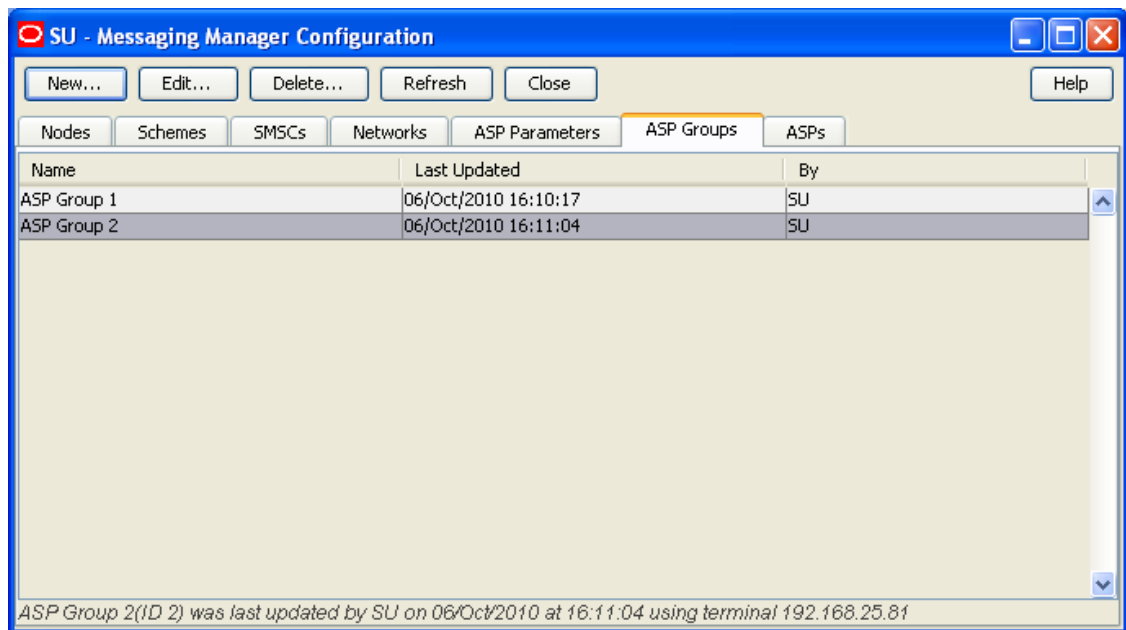 SU - Messaging Manager Configuration
New... Edit... Delete... Refresh Close Help
Nodes Schemes SMSCs Networks ASP Parameters ASP Groups ASPs
Name Last Updated By
ASP Group 1 06/Oct/2010 16:10:17 SU
ASP Group 2 06/Oct/2010 16:11:04 SU
ASP Group 2(ID 2) was last updated by SU on 06/Oct/2010 at 16:11:04 using terminal 192.168.25.81